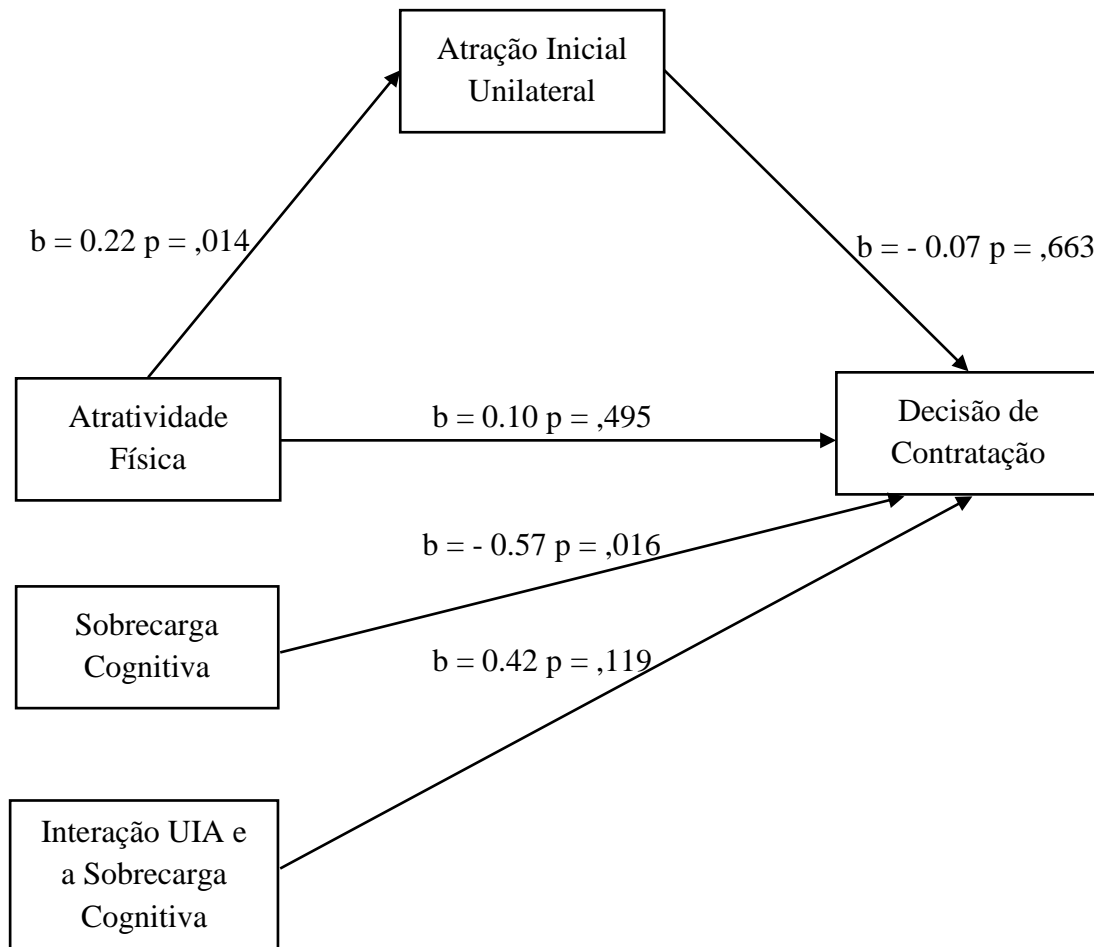 Atração Inicial
Unilateral
b = 0.22 p = ,014
b = - 0.07 p = ,663
Atratividade
Física
b = 0.10 p = ,495
Decisão de
Contratação
b = - 0.57 p = ,016
Sobrecarga
Cognitiva
b = 0.42 p = ,119
Interação UIA e
a Sobrecarga
Cognitiva